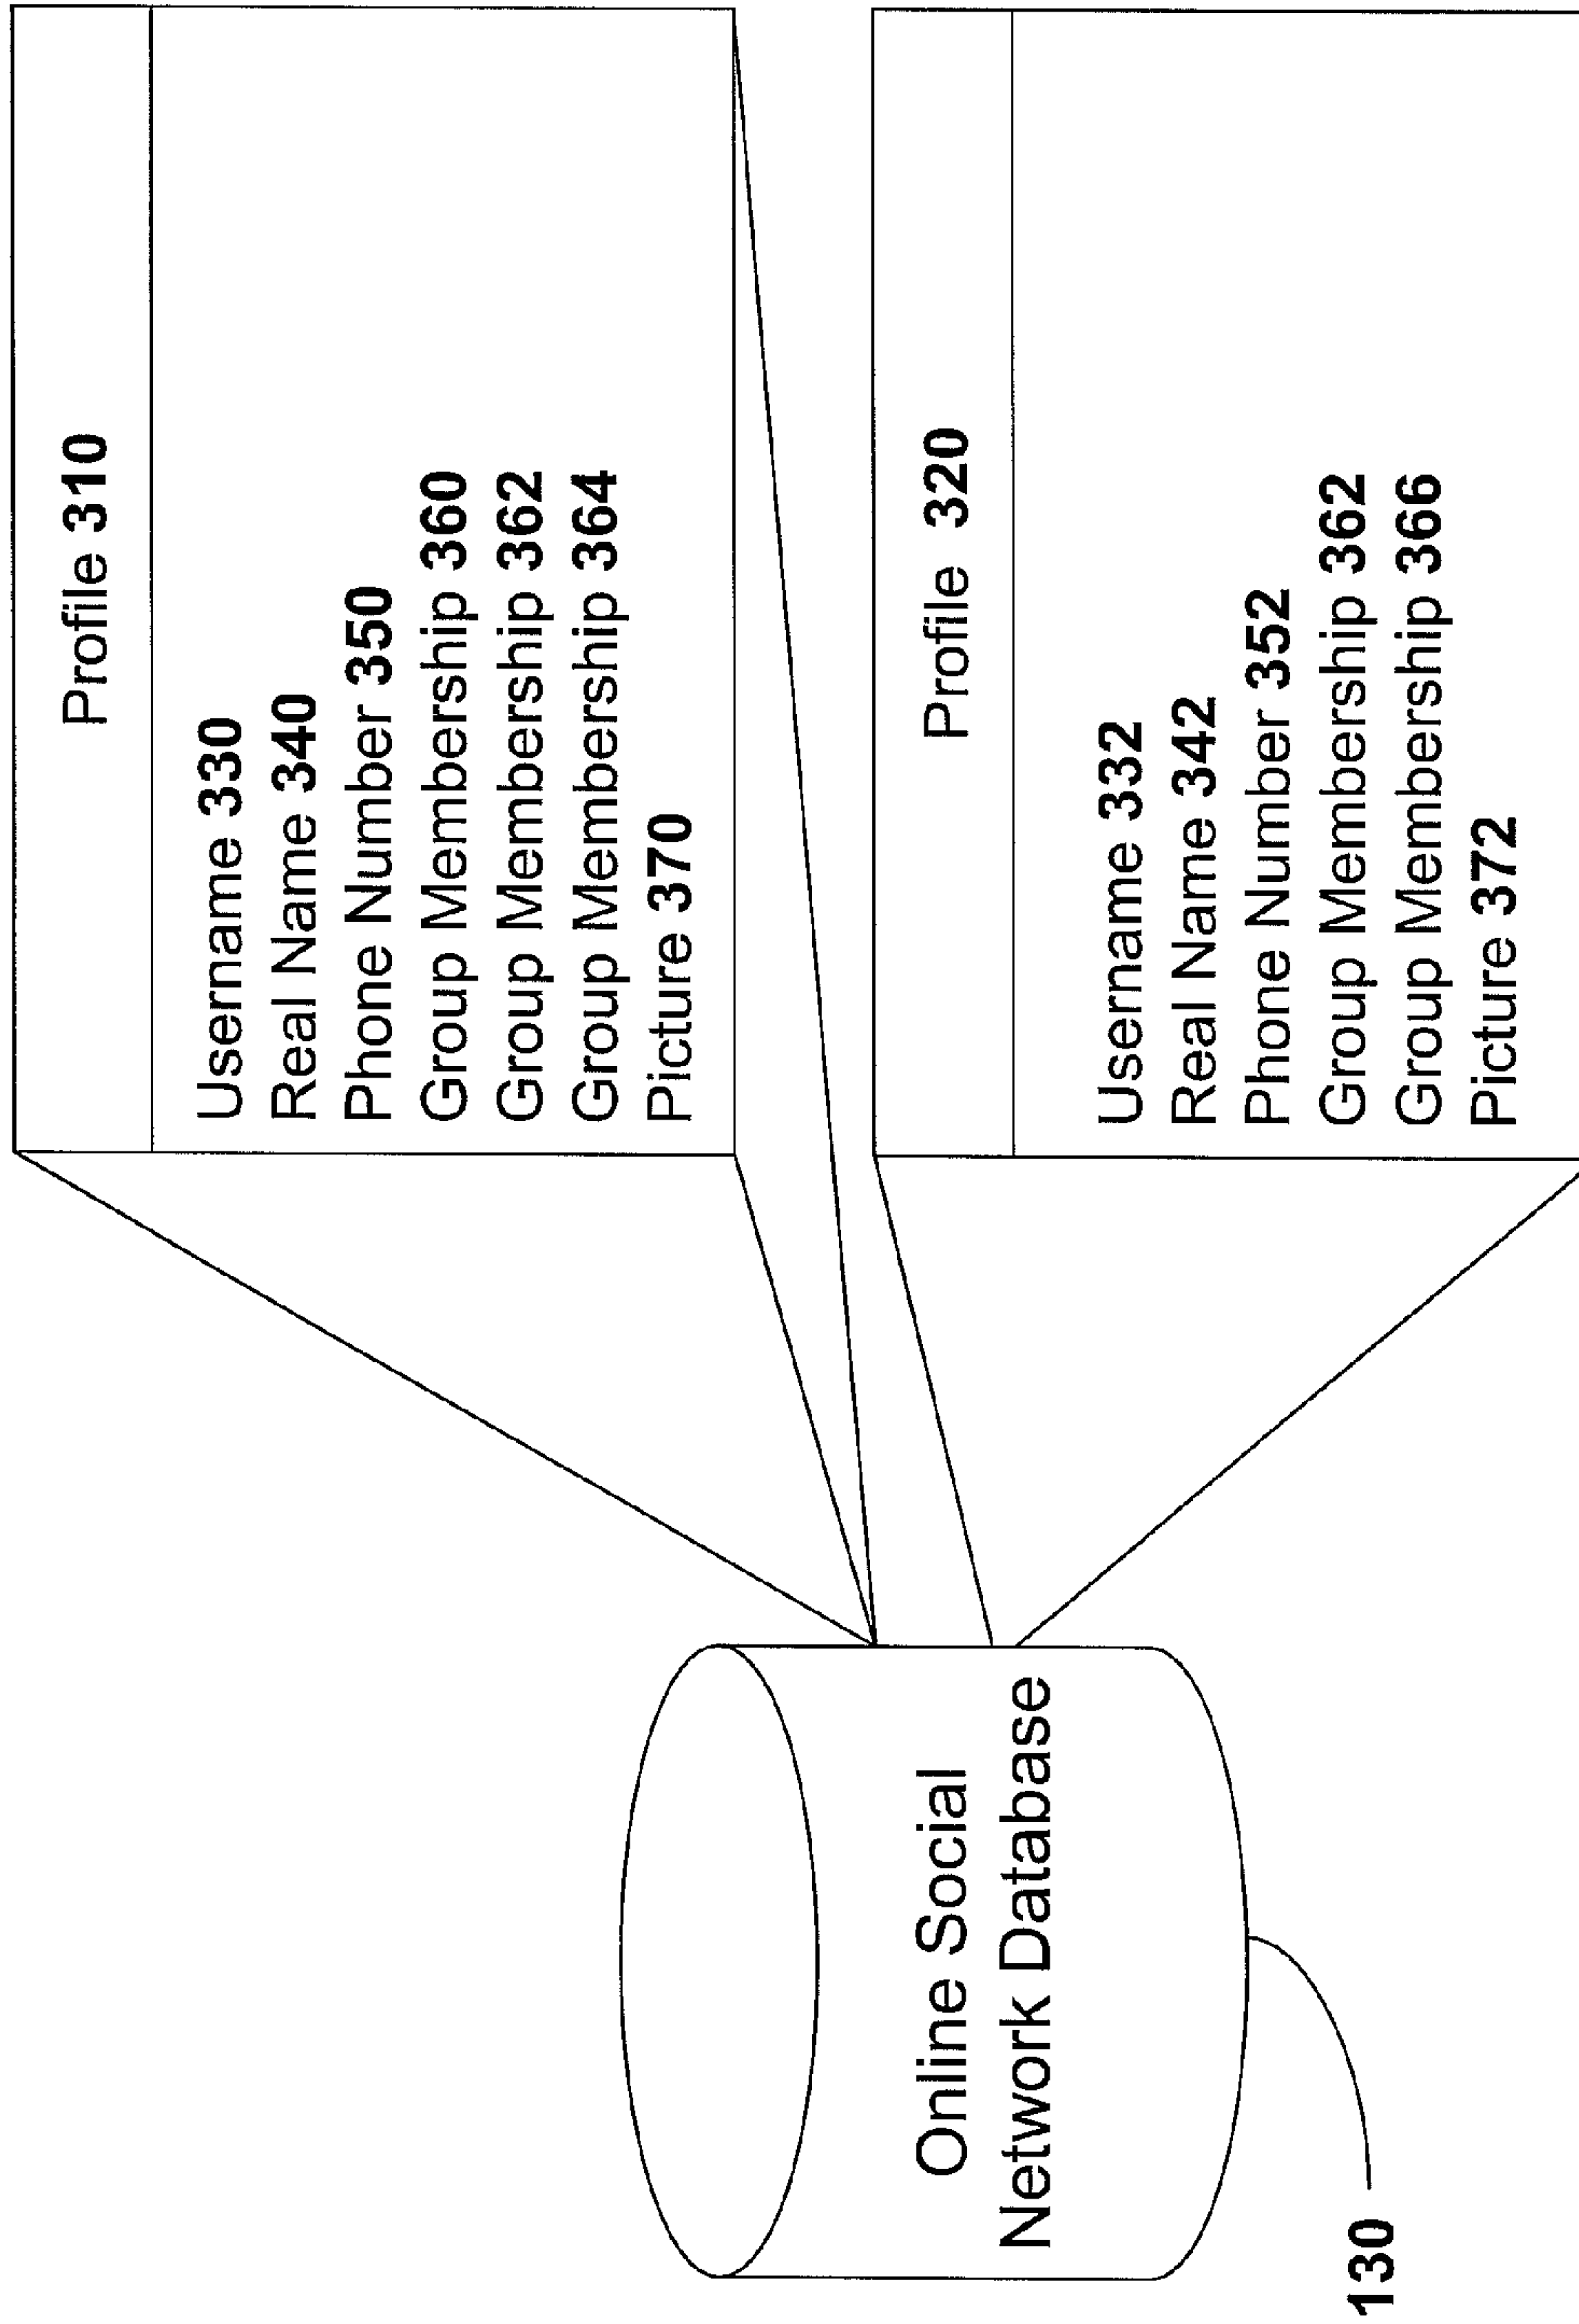 Profile 310
Username 330
Real Name 340
Phone Number 350
Group Membership 360
Group Membership 362
Group Membership 364
Picture 370
Profile 320
Username 332
Real Name 342
Phone Number 352
Group Membership 362
Group Membership 366
Picture 372
Online Social
Network Database
130